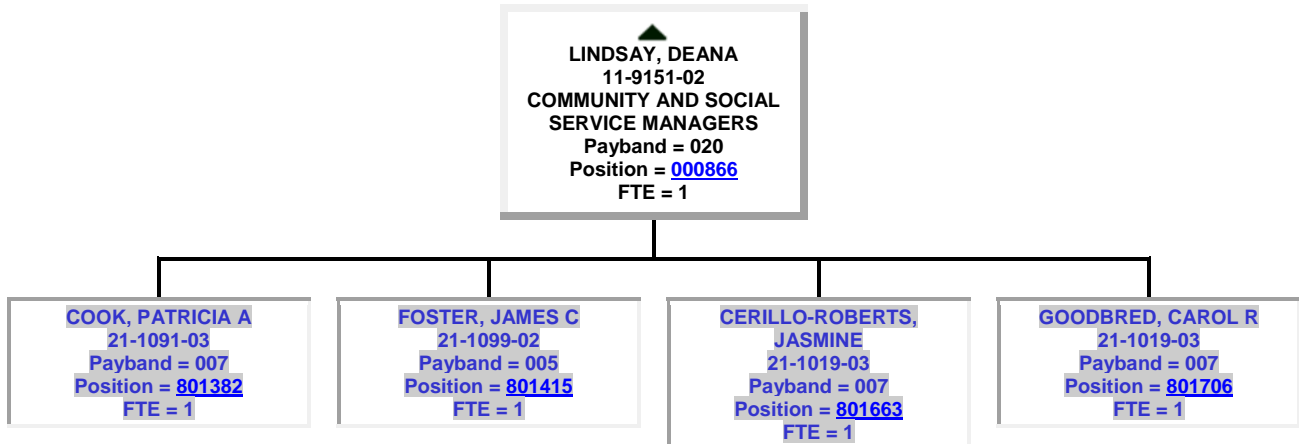 LINDSAY, DEANA
11-9151-02
COMMUNITY AND SOCIAL
SERVICE MANAGERS
Payband = 020
Position = 000866
FTE = 1
COOK, PATRICIA A
21-1091-03
Payband = 007
Position = 801382
FTE = 1
FOSTER, JAMES C
21-1099-02
Payband = 005
Position = 801415
FTE = 1
CERILLO-ROBERTS,
JASMINE
21-1019-03
Payband = 007
Position = 801663
FTE = 1
GOODBRED, CAROL R
21-1019-03
Payband = 007
Position = 801706
FTE = 1